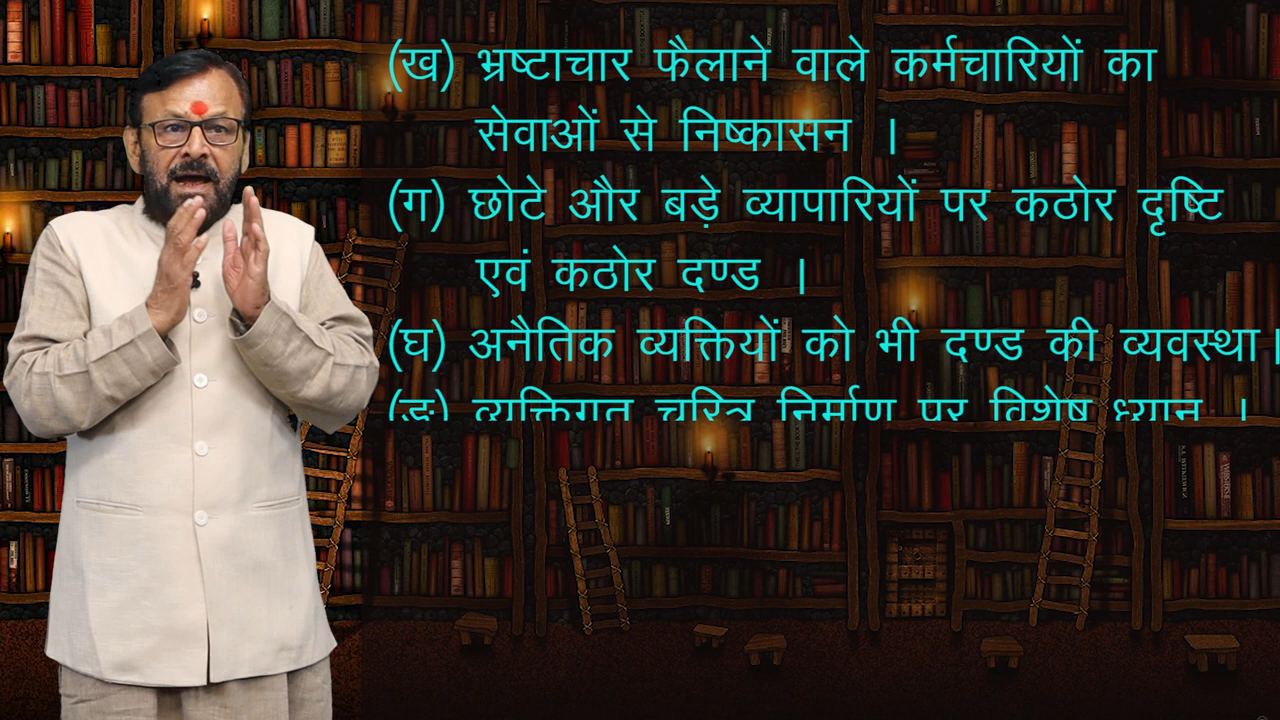 (ख) भ्रष्टाचार फैलाने वाले कर्मचारियों का
सेवाओं से निष्कासन ।
(ग) छोटे और बड़े व्यापारियों पर कठोर दृष्टि
एवं कठोर दण्ड ।
(घ) अनैतिक व्यक्तियों को भी दण्ड की व्यवस्था।
(ङ) व्यक्तिगत चरित्र निर्माण पर विशेष ध्यान ।